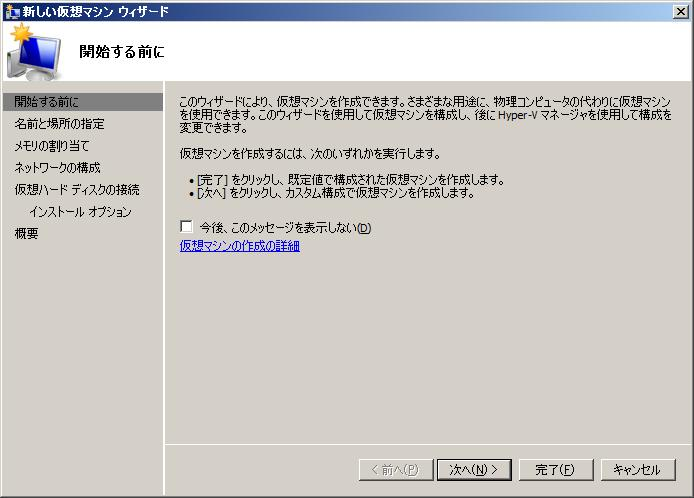 新しい仮想マシン ウィザード
開始する前に
開始する前に
名前と場所の指定
メモリの割り当て
ネットワークの構成
仮想ハード ディスクの接続
インストール オプション
概要
このウィザードにより、仮想マシンを作成できます。さまざまな用途に、物理コンピュータの代わりに仮想マシン
を使用できます。このウィザードを使用して仮想マシンを構成し、後に Hyper-V マネージャを使用して構成を
変更できます。
仮想マシンを作成するには、次のいずれかを実行します。
• [完了] をクリックし、既定値で構成された仮想マシンを作成します。
• [次へ] をクリックし、カスタム構成で仮想マシンを作成します。
今後、このメッセージを表示しない(D)
仮想マシンの作成の詳細
< 前へ(P)
次へ(N) >
完了(F)
キャンセル